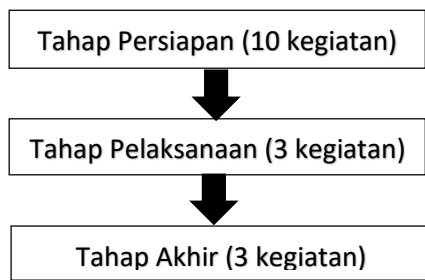 Tahap Persiapan (10 kegiatan)
Tahap Pelaksanaan (3 kegiatan)
Tahap Akhir (3 kegiatan)